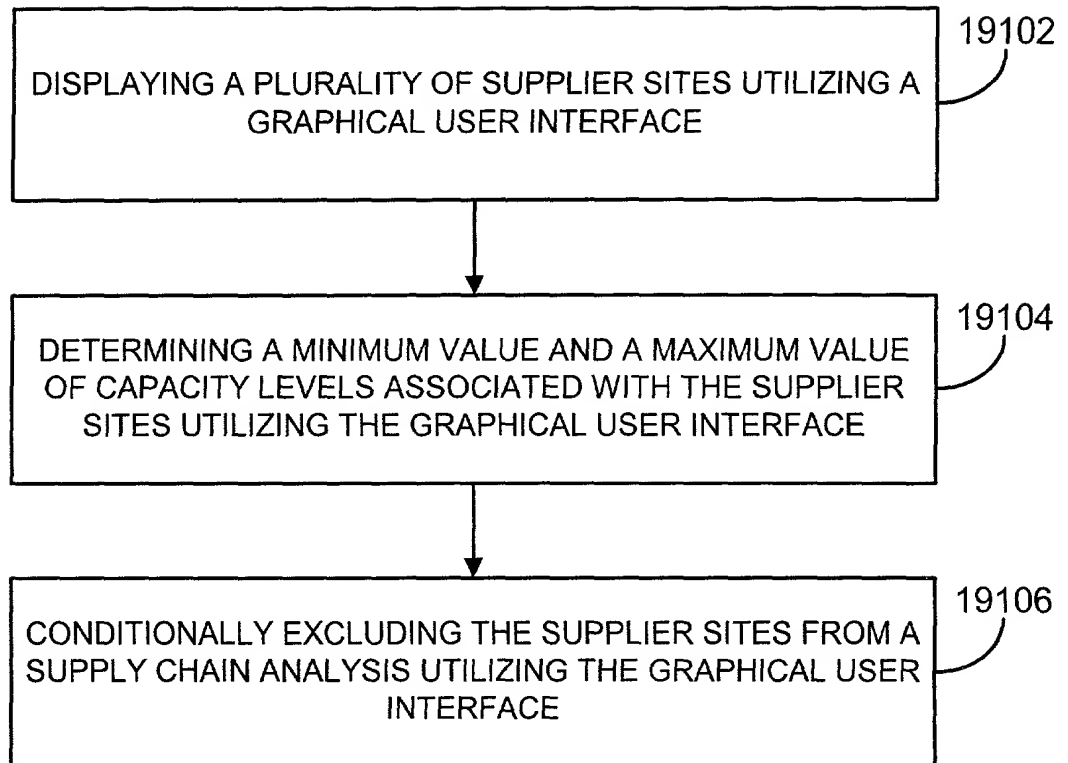 19102
DISPLAYING A PLURALITY OF SUPPLIER SITES UTILIZING A
GRAPHICAL USER INTERFACE
19104
DETERMINING A MINIMUM VALUE AND A MAXIMUM VALUE
OF CAPACITY LEVELS ASSOCIATED WITH THE SUPPLIER
SITES UTILIZING THE GRAPHICAL USER INTERFACE
19106
CONDITIONALLY EXCLUDING THE SUPPLIER SITES FROM A
SUPPLY CHAIN ANALYSIS UTILIZING THE GRAPHICAL USER
INTERFACE